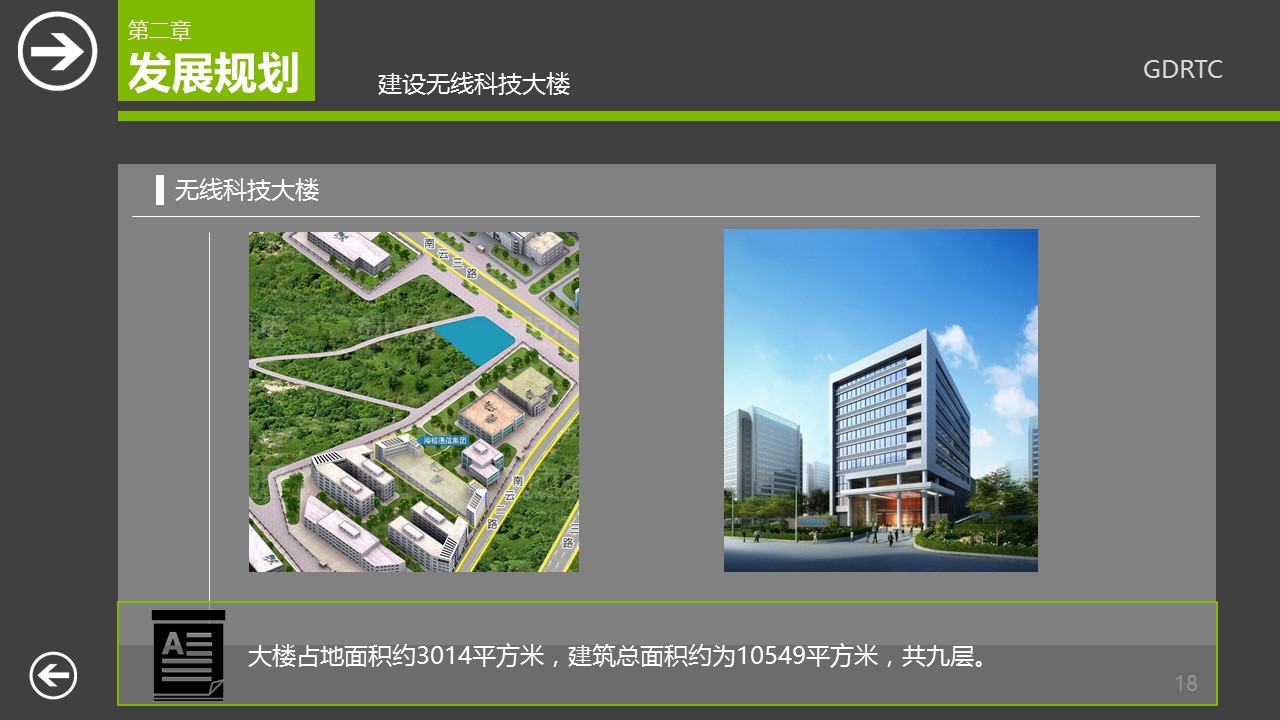 第二章
发展规划
建设无线科技大楼
GDRTC
无线科技大楼
南云三路
海格通信集团
南云二路
三路
A
大楼占地面积约3014平方米，建筑总面积约为10549平方米，共九层。
18